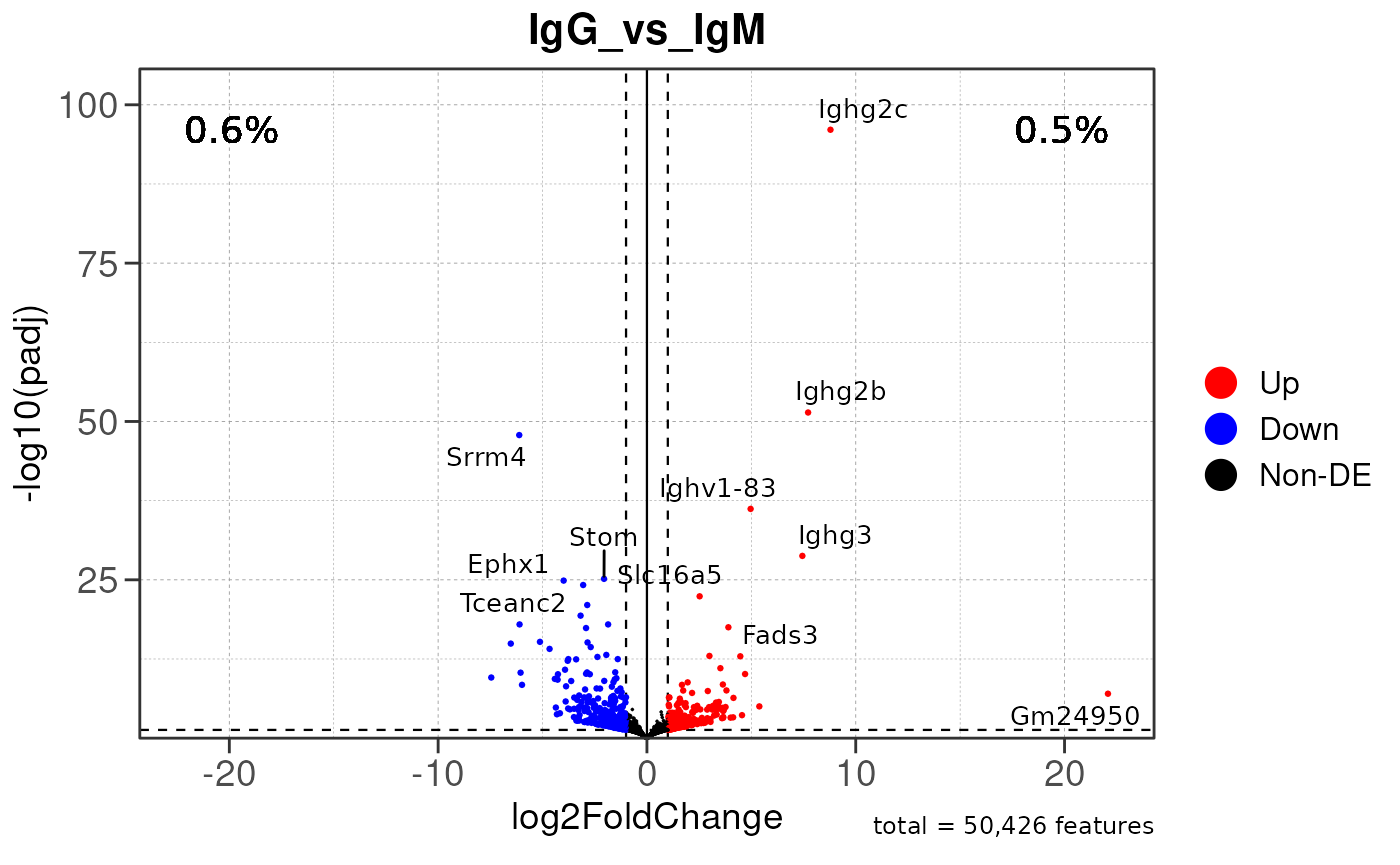 IgG_vs_IgM
-log10(padj)
100
75
50
25
0.6%
0.5%
Ighg2c
Ighg2b
Srrm4
Ighv1-83
Ighg3
Stom
Ephx1
Slc16a5
Tceanc2
Fads3
Gm24950
Up
Down
Non-DE
-20
-10
0
10
20
log2FoldChange
total = 50,426 features